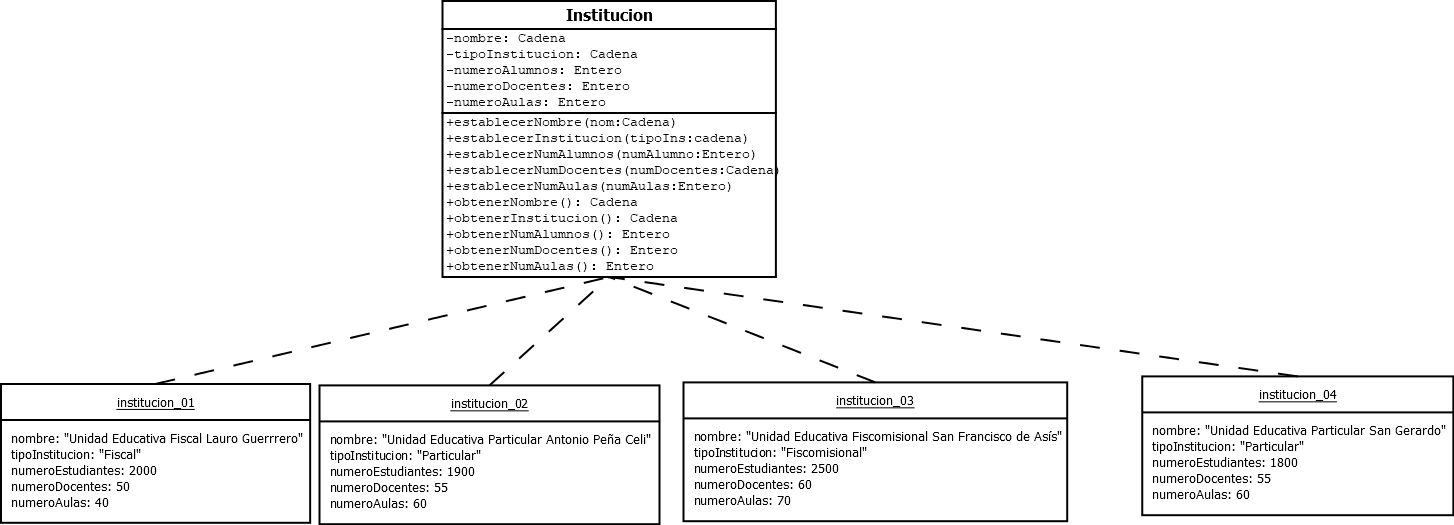 Institucion
-nombre: Cadena
-tipoInstitucion: Cadena
-numeroAlumnos: Entero
-numeroDocentes: Entero
-numeroAulas: Entero
+establecerNombre(nom:Cadena)
+establecerInstitucion(tipoIns:cadena)
+establecerNumAlumnos(numAlumno:Entero)
+establecerNumDocentes(numDocentes:Cadena)
+establecerNumAulas(numAulas:Entero)
+obtenerNombre(): Cadena
+obtenerInstitucion(): Cadena
+obtenerNumAlumnos(): Entero
+obtenerNumDocentes(): Entero
+obtenerNumAulas(): Entero
institucion_01
nombre: "Unidad Educativa Fiscal Lauro Guerrrero"
tipoInstitucion: "Fiscal"
numeroEstudiantes: 2000
numeroDocentes: 50
numeroAulas: 40
institucion_02
nombre: "Unidad Educativa Particular Antonio Peña Celi"
tipoInstitucion: "Particular"
numeroEstudiantes: 1900
numeroDocentes: 55
numeroAulas: 60
institucion_03
nombre: "Unidad Educativa Fiscomisional San Francisco de Asís"
tipoInstitucion: "Fiscomisional"
numeroEstudiantes: 2500
numeroDocentes: 60
numeroAulas: 70
institucion_04
nombre: "Unidad Educativa Particular San Gerardo"
tipoInstitucion: "Particular"
numeroEstudiantes: 1800
numeroDocentes: 55
numeroAulas: 60